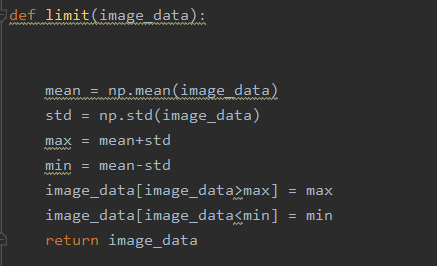 def limit(image_data):
    mean = np.mean(image_data)
    std = np.std(image_data)
    max = mean+std
    min = mean-std
    image_data[image_data>max] = max
    image_data[image_data<min] = min
    return image_data